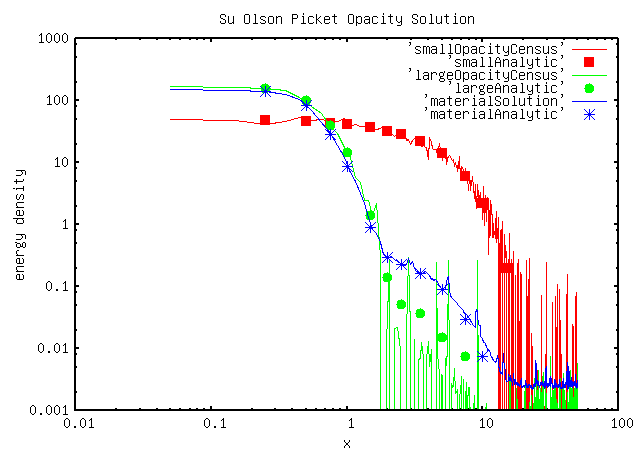 Su Olson Picket Opacity Solution
1000
100
10
1
0.1
0.01
0.001
energy density
0.01
0.1
1
10
100
x
'smallOpacityCensus'
'smallAnalytic'
'largeOpacityCensus'
'largeAnalytic'
'materialSolution'
'materialAnalytic'